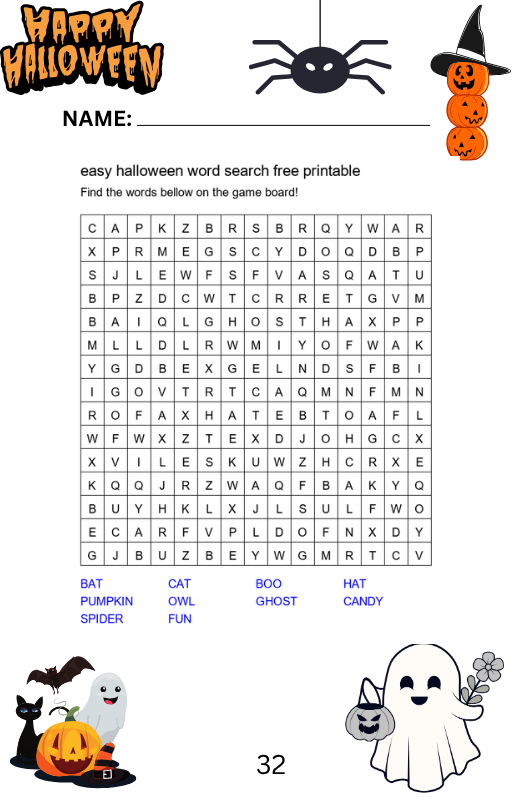 HAPPY
HALLOWEEN
NAME:
easy halloween word search free printable
Find the words bellow on the game board!
C A P K Z B R S B R Q Y W A R
X P R M E G S C Y D O Q D B P
S J L E W F S F V A S Q A T U
B P Z D C W T C R R E T G V M
B A I Q L G H O S T H A X P P
M L L D L R W M I Y O F W A K
Y G D B E X G E L N D S F B I
I G O V T R T C A Q M N F M N
R O F A X H A T E B T O A F L
W F W X Z T E X D J O H G C X
X V I L E S K U W Z H C R X E
K Q Q J R Z W A Q F B A K Y Q
B U Y H K L X J L S U L F W O
E C A R F V P L D O F N X D Y
G J B U Z B E Y W G M R T C V
BAT CAT BOO HAT
PUMPKIN OWL GHOST CANDY
SPIDER FUN
32